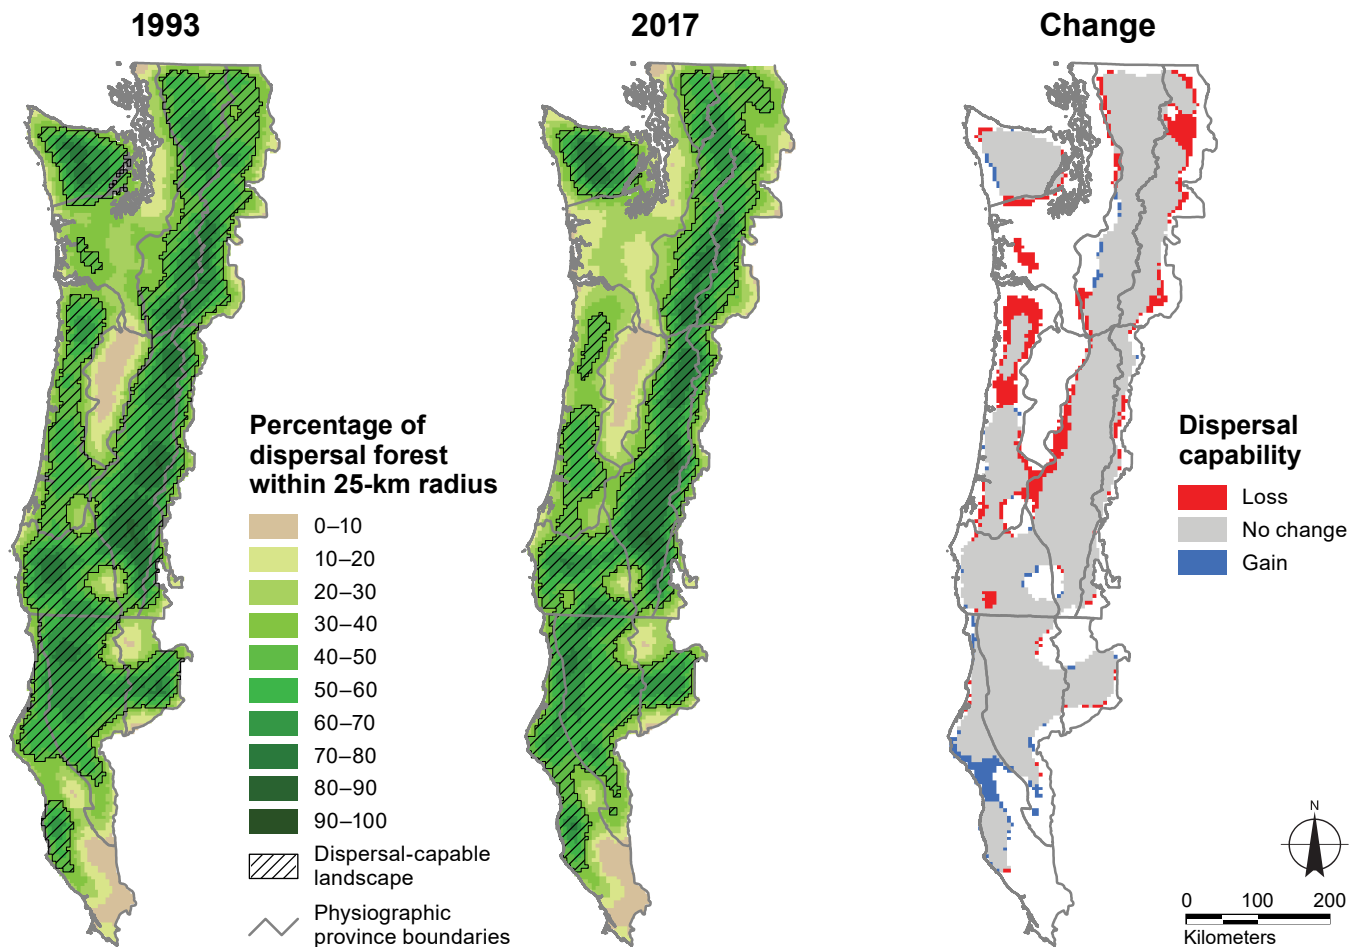 1993
2017
Change
Percentage of
dispersal forest
within 25-km radius
0–10
10–20
20–30
30–40
40–50
50–60
60–70
70–80
80–90
90–100
Dispersal-capable
landscape
Physiographic
province boundaries
Dispersal
capability
Loss
No change
Gain
N
0 100 200
Kilometers